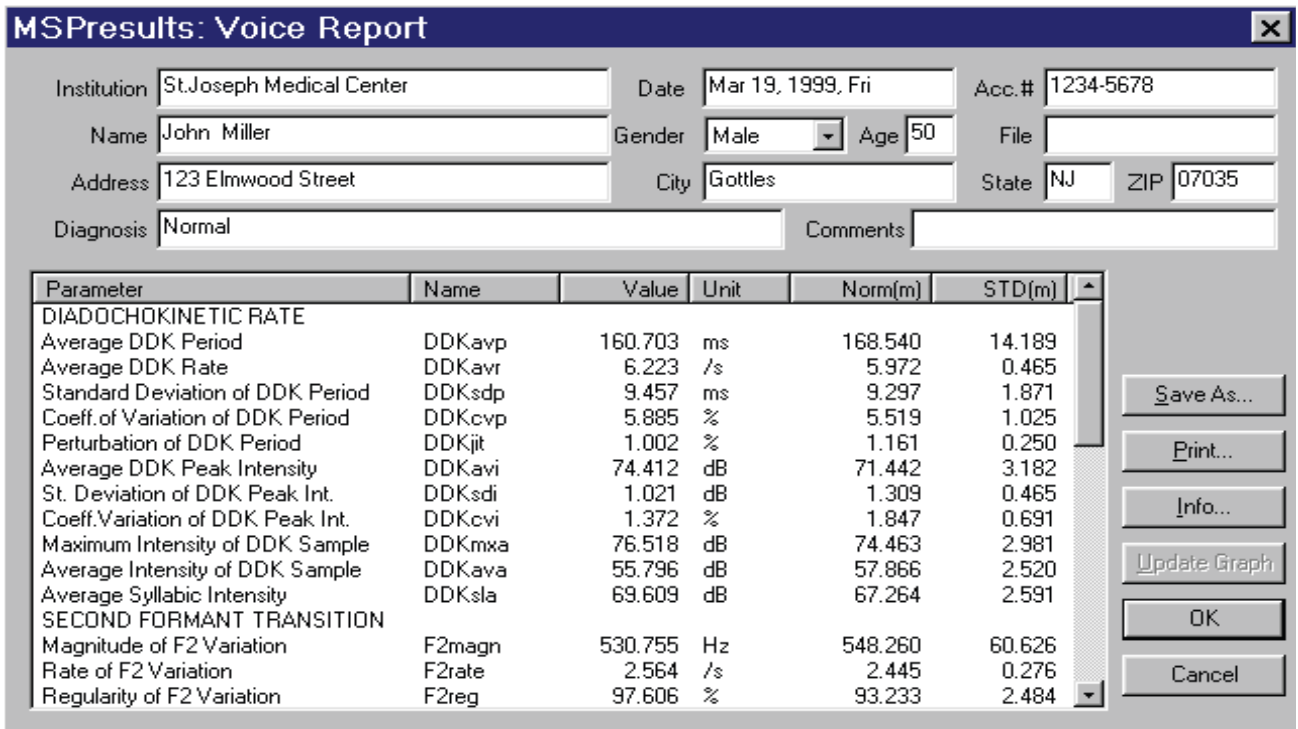 MSPresults: Voice Report
Institution St.Joseph Medical Center Date Mar 19, 1999, Fri Acc.# 1234-5678
Name John Miller Gender Male Age 50 File
Address 123 Elmwood Street City Gottles State NJ ZIP 07035
Diagnosis Normal Comments
Parameter Name Value Unit Norm(m) STD(m)
DIADOCHOKINETIC RATE
Average DDK Period DDKavp 160.703 ms 168.540 14.189
Average DDK Rate DDKavr 6.223 /s 5.972 0.465
Standard Deviation of DDK Period DDKsdp 9.457 ms 9.297 1.871
Coeff.of Variation of DDK Period DDKcvp 5.885 % 5.519 1.025
Perturbation of DDK Period DDKjit 1.002 % 1.161 0.250
Average DDK Peak Intensity DDKavi 74.412 dB 71.442 3.182
St. Deviation of DDK Peak Int. DDKsdi 1.021 dB 1.309 0.465
Coeff.Variation of DDK Peak Int. DDKcvi 1.372 % 1.847 0.691
Maximum Intensity of DDK Sample DDKmxa 76.518 dB 74.463 2.981
Average Intensity of DDK Sample DDKava 55.796 dB 57.866 2.520
Average Syllabic Intensity DDKsla 69.609 dB 67.264 2.591
SECOND FORMANT TRANSITION
Magnitude of F2 Variation F2magn 530.755 Hz 548.260 60.626
Rate of F2 Variation F2rate 2.564 /s 2.445 0.276
Regularity of F2 Variation F2reg 97.606 % 93.233 2.484
Save As...
Print...
Info...
Update Graph
OK
Cancel